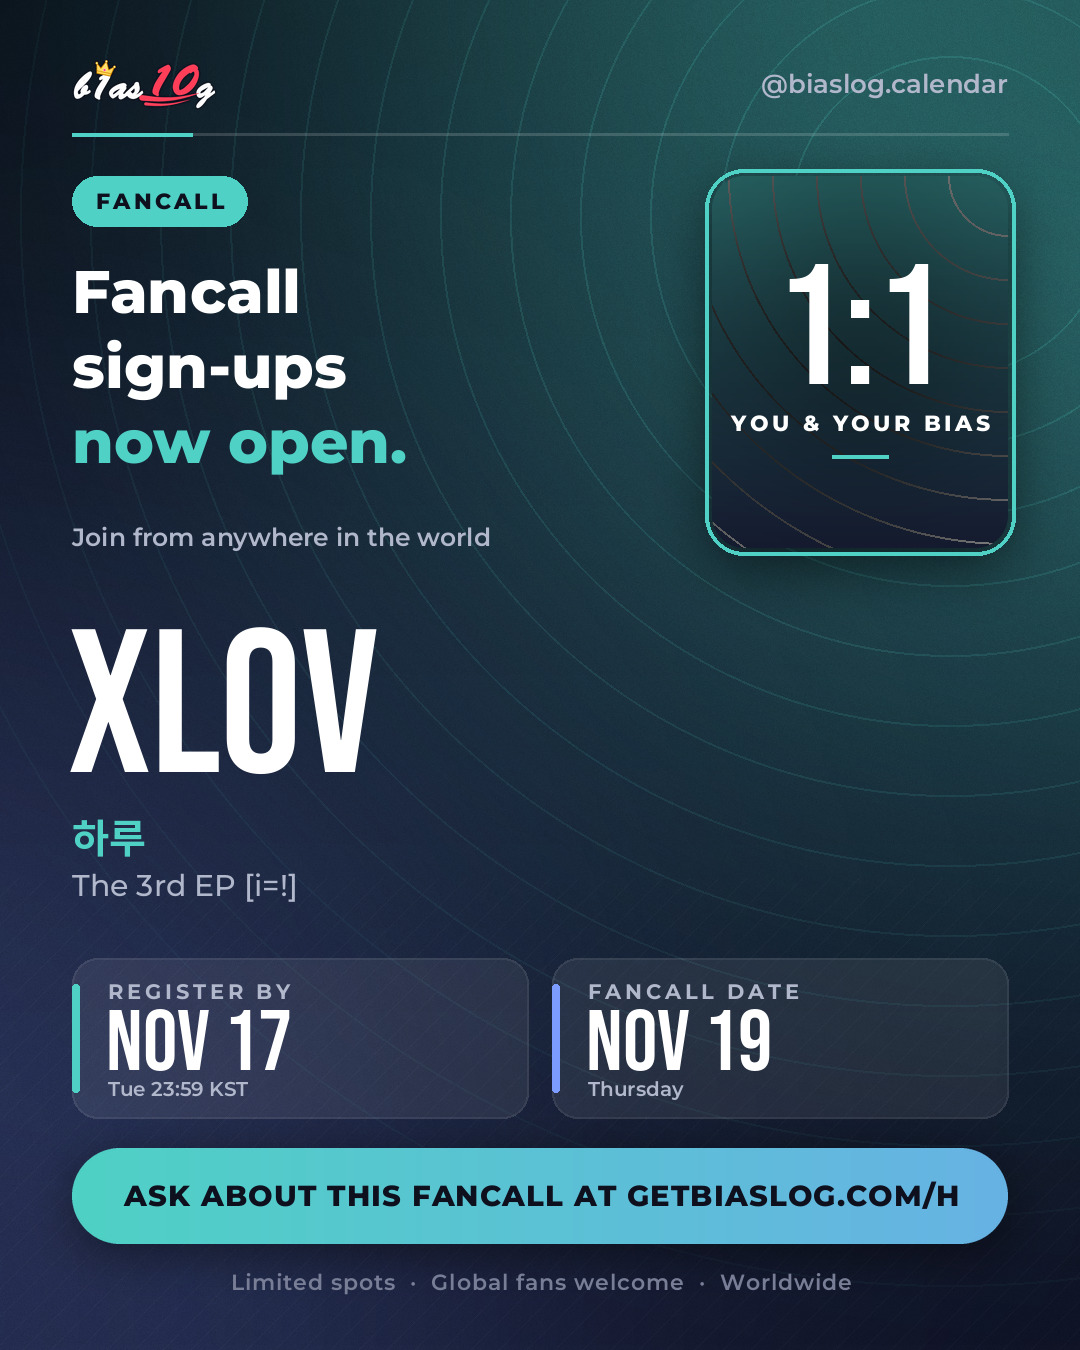 b1as10g
@biaslog.calendar
FANCALL
Fancall
sign-ups
now open.
Join from anywhere in the world
1:1
YOU & YOUR BIAS
XLOV
하루
The 3rd EP [i=!]
REGISTER BY
NOV 17
Tue 23:59 KST
FANCALL DATE
NOV 19
Thursday
ASK ABOUT THIS FANCALL AT GETBIASLOG.COM/H
Limited spots · Global fans welcome · Worldwide